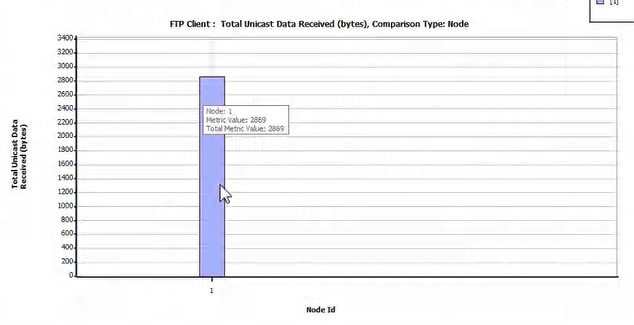 [1]
FTP Client : Total Unicast Data Received (bytes), Comparison Type: Node
3400
3200
3000
2800
2600
2400
2200
2000
1800
1600
1400
1200
1000
800
600
400
200
0
Total Unicast Data
Received (bytes)
Node: 1
Metric Value: 2869
Total Metric Value: 2869
1
Node Id